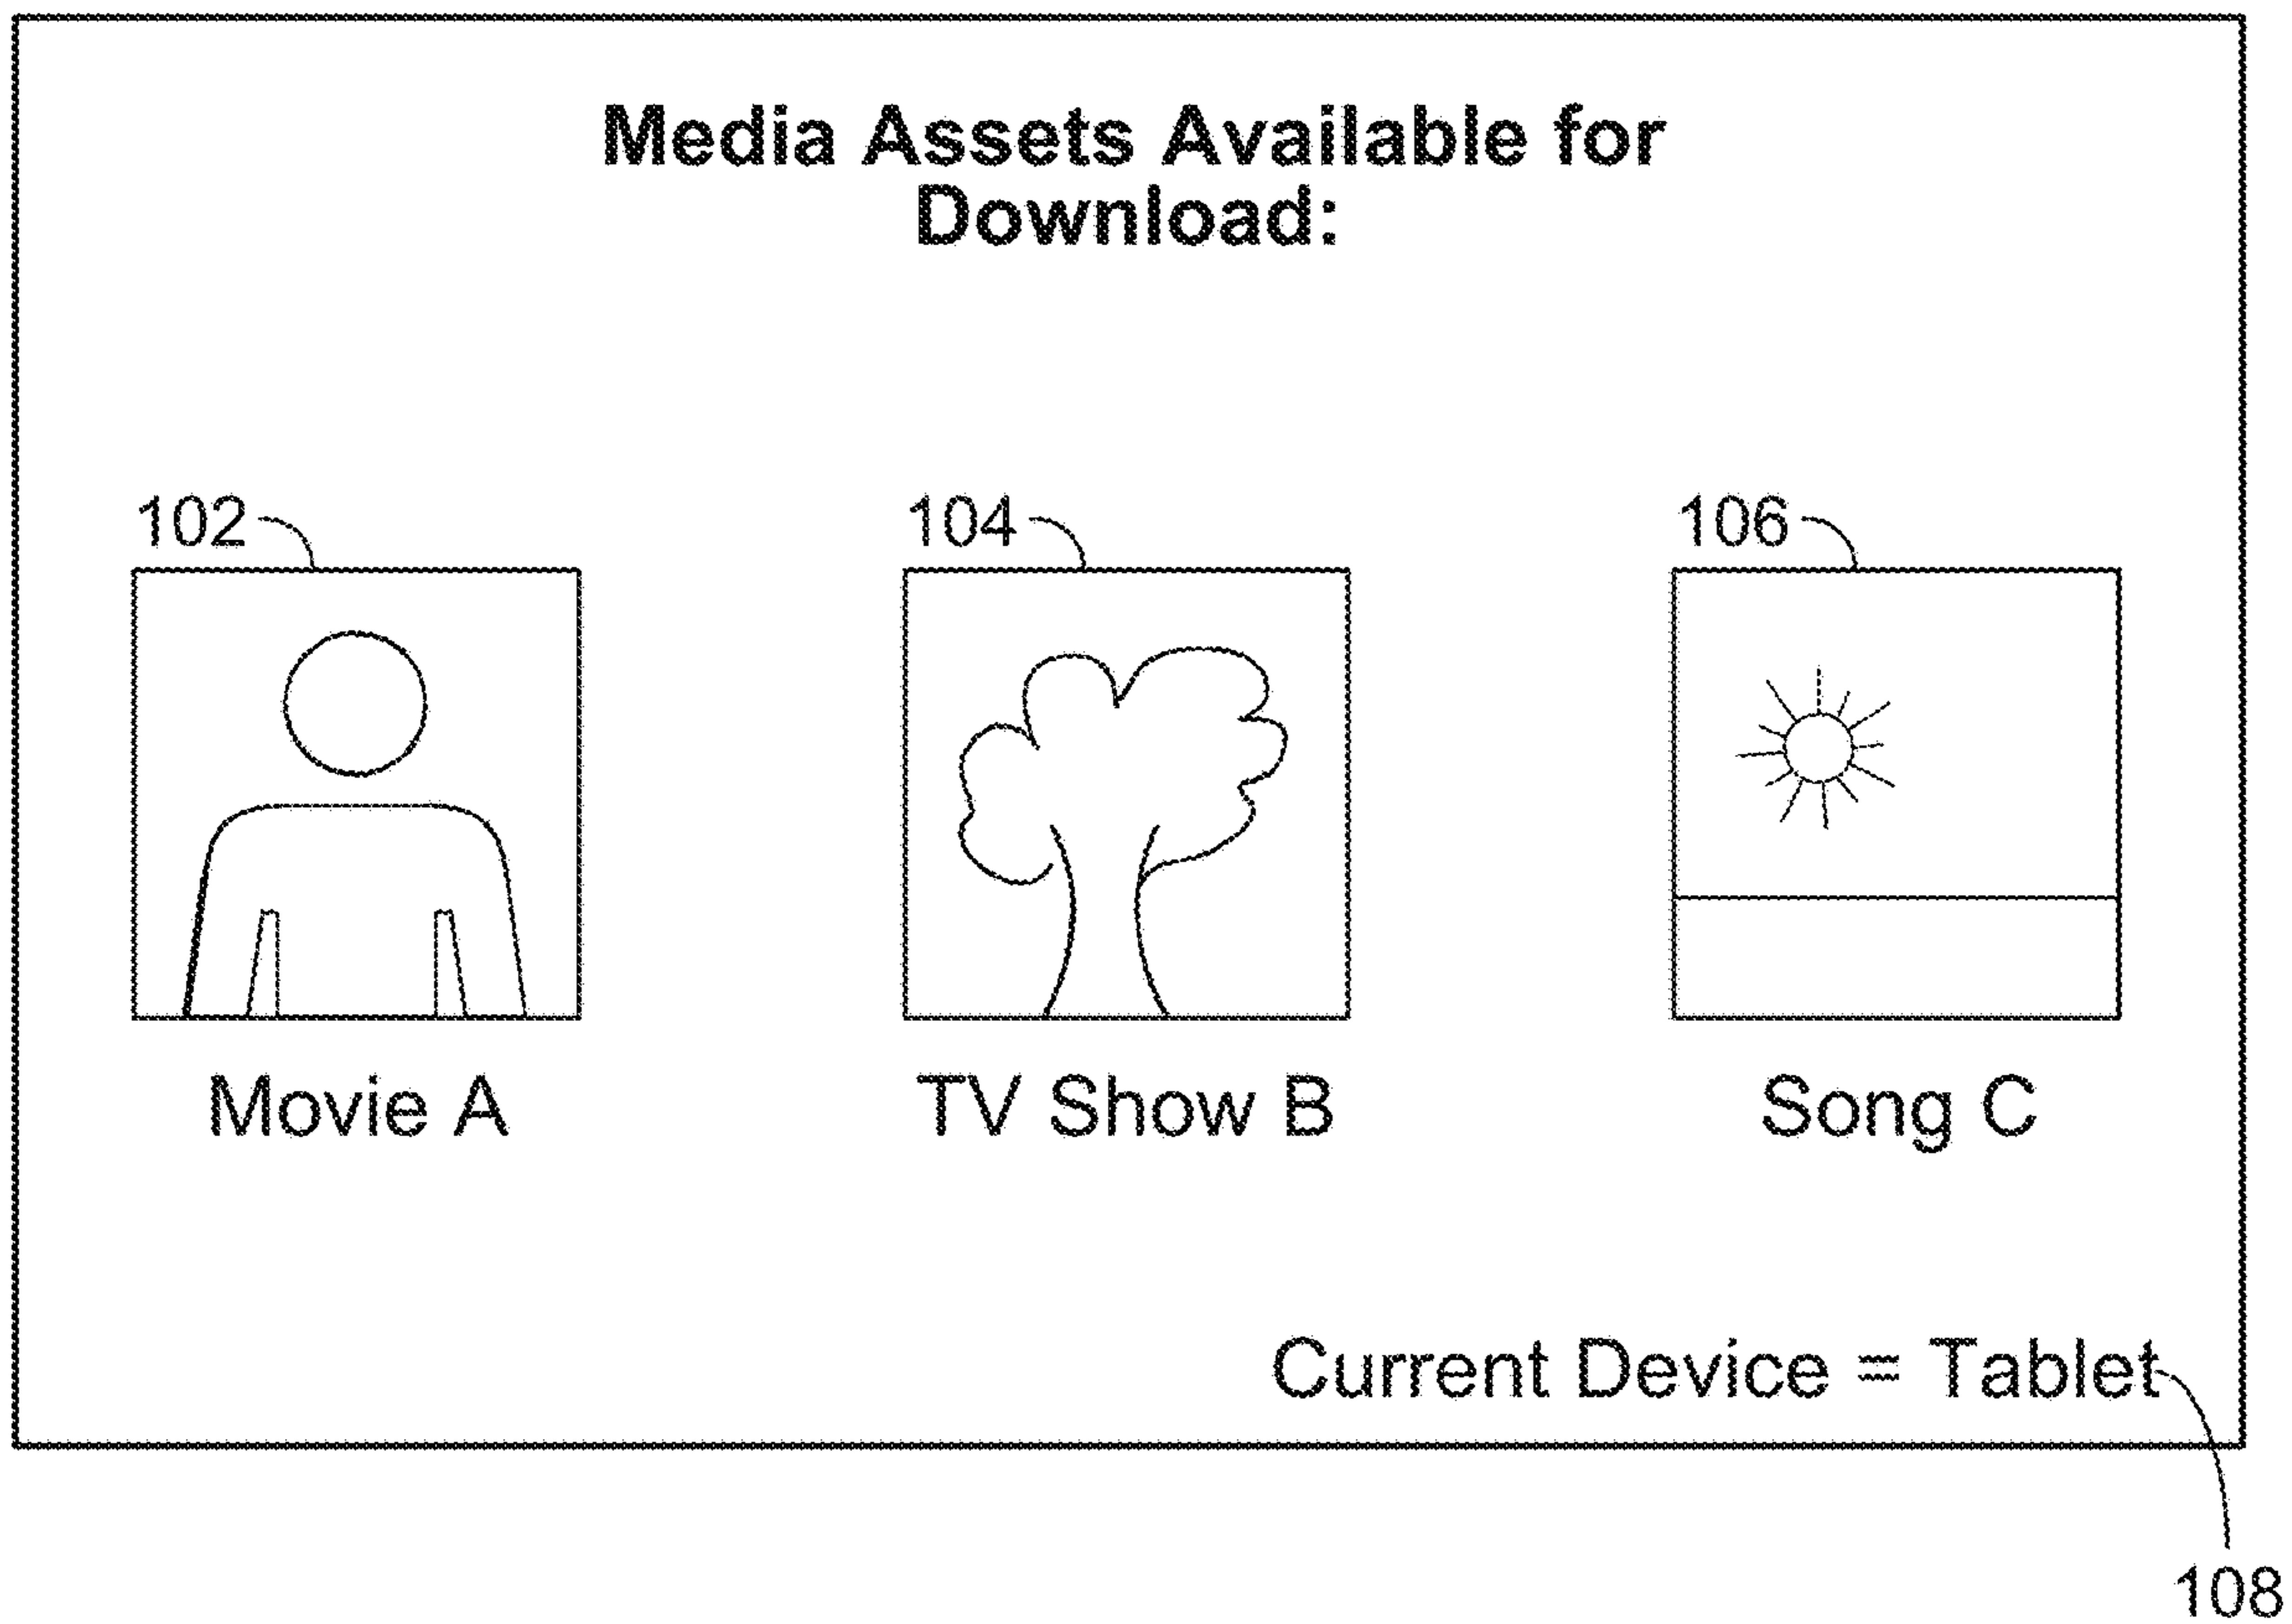 Media Assets Available for
Download:
102
104
106
Movie A
TV Show B
Song C
Current Device = Tablet
108